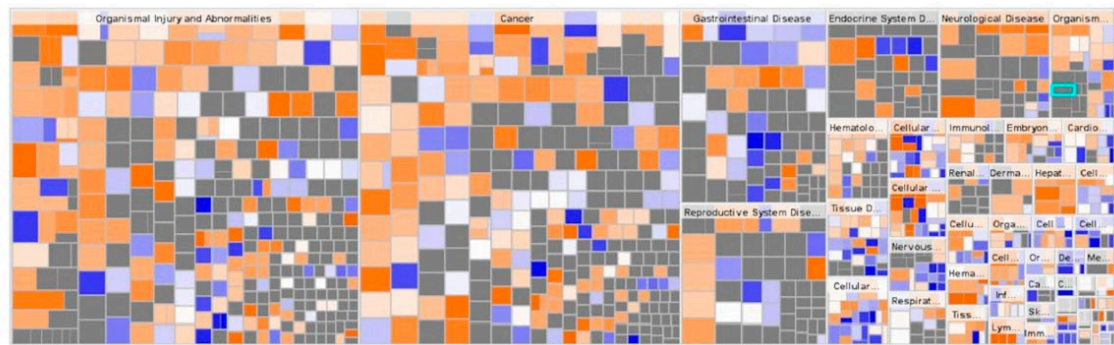 Organismal Injury and Abnormalities
Cancer
Gastrointestinal Disease
Endocrine System D...
Neurological Disease
Organism...
Hematolo...
Cellular...
Immunol...
Embryon...
Cardio...
Renal...
Derma...
Hepat...
Cell...
Cellular ...
Reproductive System Dise...
Tissue D...
Cellu...
Orga...
Cell
Cell...
Nervous...
Cell...
Or...
De...
Me...
Hema...
Cellular...
Ca...
C...
Inf...
Respirat...
Tiss...
Sk...
Lym...
Imm...